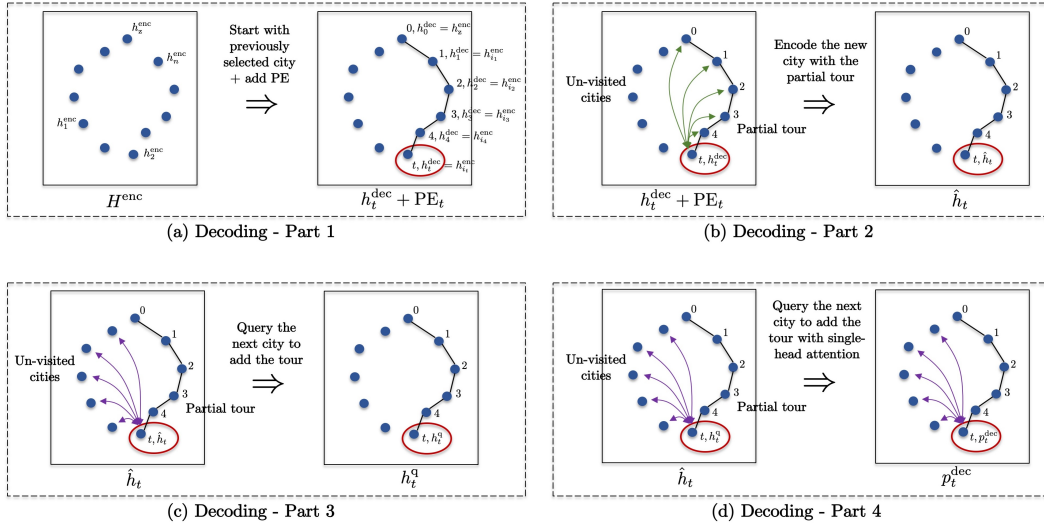 h_z^enc
h_n^enc
h_1^enc
h_2^enc
H^enc
Start with
previously
selected city
+ add PE
⇒
0, h_0^dec = h_z^enc
1, h_1^dec = h_{i_1}^enc
2, h_2^dec = h_{i_2}^enc
3, h_3^dec = h_{i_3}^enc
4, h_4^dec = h_{i_4}^enc
t, h_t^dec = h_{i_t}^enc
h_t^dec + PE_t
(a) Decoding - Part 1
Un-visited
cities
0
1
2
3
4
Partial tour
t, h_t^dec
h_t^dec + PE_t
Encode the new
city with the
partial tour
⇒
0
1
2
3
4
t, ĥ_t
ĥ_t
(b) Decoding - Part 2
Un-visited
cities
0
1
2
3
4
Partial tour
t, ĥ_t
ĥ_t
Query the
next city to
add the tour
⇒
0
1
2
3
4
t, h_t^q
h_t^q
(c) Decoding - Part 3
Un-visited
cities
0
1
2
3
4
Partial tour
t, h_t^q
ĥ_t
Query the next
city to add the
tour with single-
head attention
⇒
0
1
2
3
4
t, p_t^dec
p_t^dec
(d) Decoding - Part 4